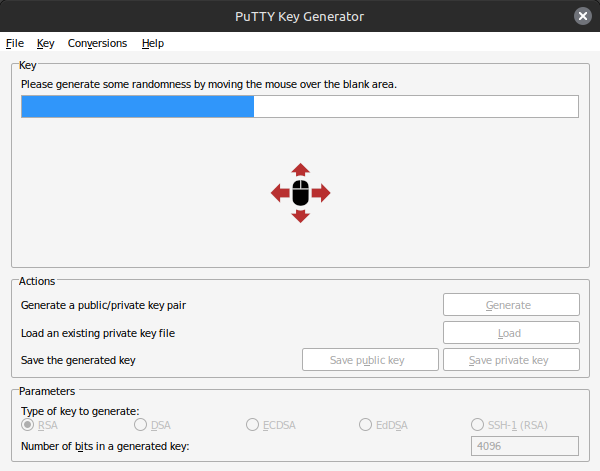 PuTTY Key Generator
File Key Conversions Help
Key
Please generate some randomness by moving the mouse over the blank area.
Actions
Generate a public/private key pair Generate
Load an existing private key file Load
Save the generated key Save public key Save private key
Parameters
Type of key to generate:
RSA DSA ECDSA EdDSA SSH-1 (RSA)
Number of bits in a generated key: 4096